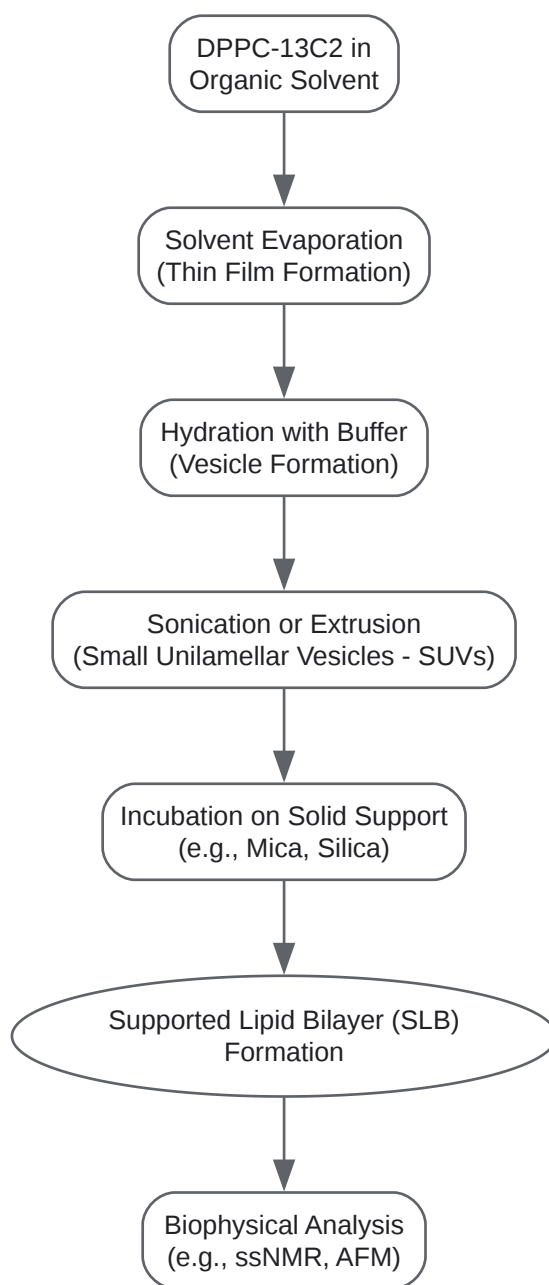 DPPC-13C2 in
Organic Solvent
Solvent Evaporation
(Thin Film Formation)
Hydration with Buffer
(Vesicle Formation)
Sonication or Extrusion
(Small Unilamellar Vesicles - SUVs)
Incubation on Solid Support
(e.g., Mica, Silica)
Supported Lipid Bilayer (SLB)
Formation
Biophysical Analysis
(e.g., ssNMR, AFM)